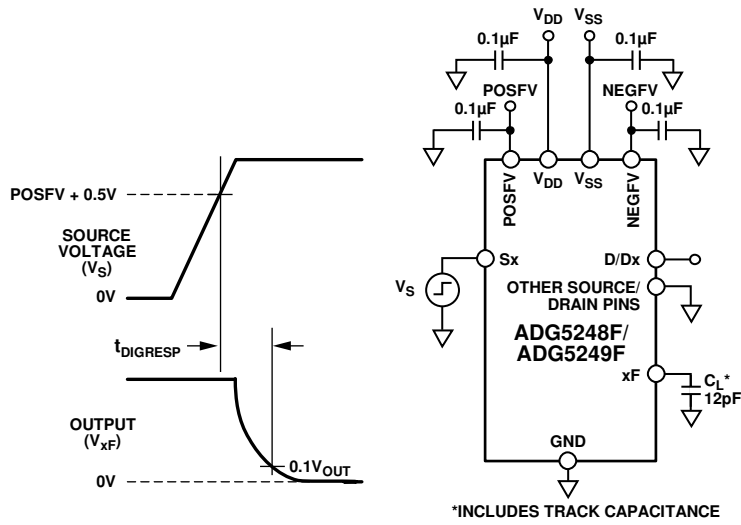 POSFV + 0.5V
SOURCE
VOLTAGE
(VS)
0V
tDIGRESP
OUTPUT
(VxF)
0V
0.1VOUT
VDD VSS
0.1µF 0.1µF
POSFV NEGFV
0.1µF 0.1µF
POSFV VDD VSS NEGFV
VS
Sx D/Dx
OTHER SOURCE/
DRAIN PINS
ADG5248F/
ADG5249F
xF
CL*
12pF
GND
*INCLUDES TRACK CAPACITANCE